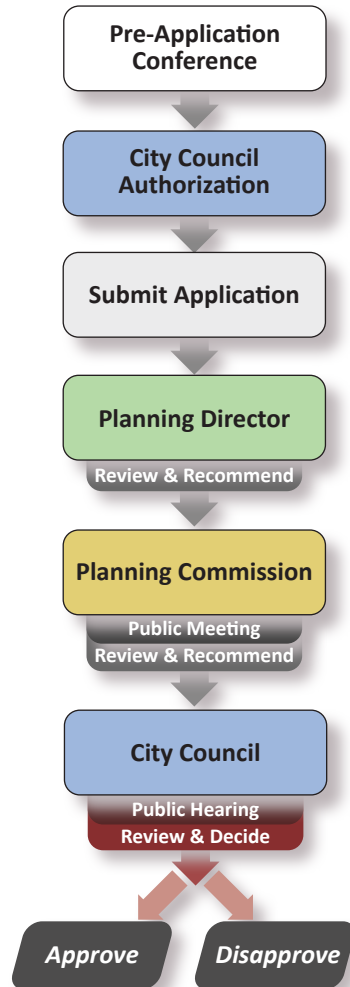 Pre-Application
Conference
City Council
Authorization
Submit Application
Planning Director
Review & Recommend
Planning Commission
Public Meeting
Review & Recommend
City Council
Public Hearing
Review & Decide
Approve
Disapprove